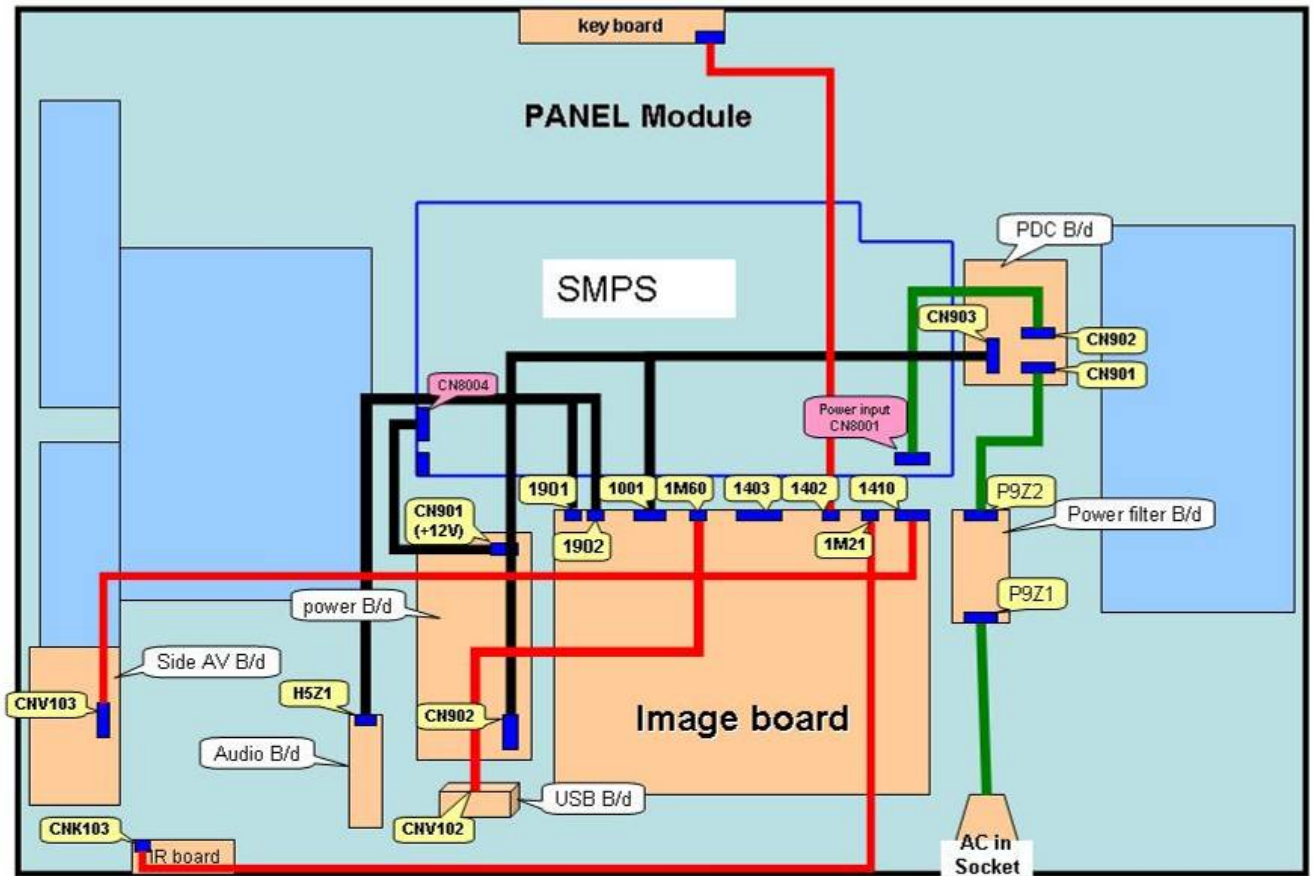 key board
PANEL Module
PDC B/d
SMPS
CN903
CN902
CN901
CN8004
Power input
CN8001
1901
1001
1M60
1403
1402
1410
P9Z2
CN901
(+12V)
1902
1M21
Power filter B/d
power B/d
P9Z1
Side AV B/d
CNV103
H5Z1
CN902
Image board
Audio B/d
USB B/d
CNK103
CNV102
IR board
AC in
Socket